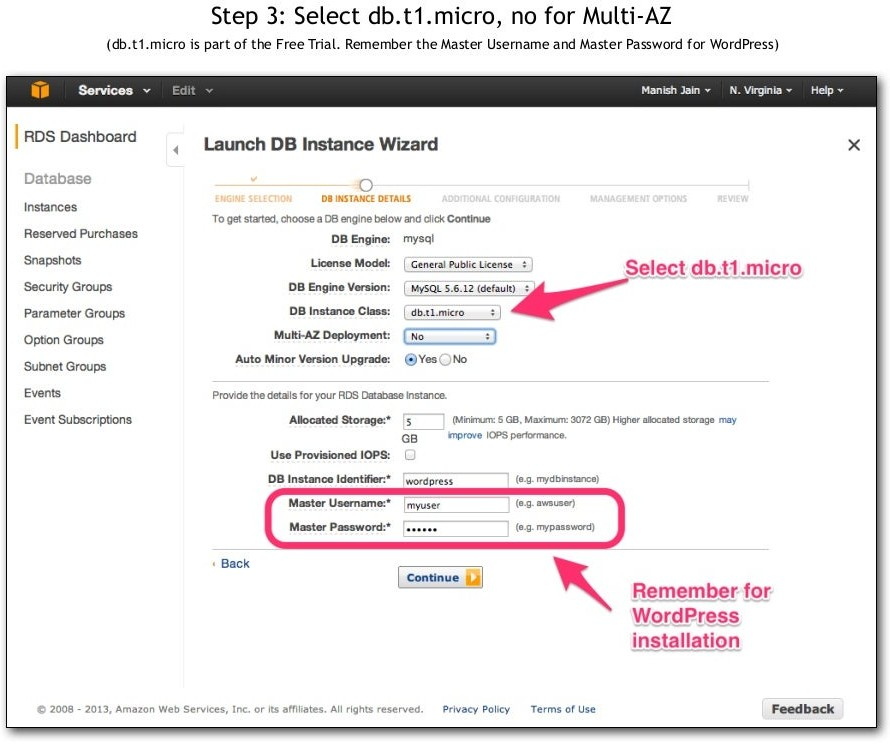 Step 3: Select db.t1.micro, no for Multi-AZ
(db.t1.micro is part of the Free Trial. Remember the Master Username and Master Password for WordPress)
Services Edit Manish Jain N. Virginia Help
RDS Dashboard
Database
Instances
Reserved Purchases
Snapshots
Security Groups
Parameter Groups
Option Groups
Subnet Groups
Events
Event Subscriptions
Launch DB Instance Wizard
ENGINE SELECTION DB INSTANCE DETAILS ADDITIONAL CONFIGURATION MANAGEMENT OPTIONS REVIEW
To get started, choose a DB engine below and click Continue
DB Engine: mysql
License Model: General Public License
DB Engine Version: MySQL 5.6.12 (default)
DB Instance Class: db.t1.micro
Multi-AZ Deployment: No
Auto Minor Version Upgrade: Yes No
Select db.t1.micro
Provide the details for your RDS Database Instance.
Allocated Storage:* 5 GB (Minimum: 5 GB, Maximum: 3072 GB) Higher allocated storage may
improve IOPS performance.
Use Provisioned IOPS:
DB Instance Identifier:* wordpress (e.g. mydbinstance)
Master Username:* myuser (e.g. awsuser)
Master Password:* •••••• (e.g. mypassword)
Back
Continue
Remember for
WordPress
installation
© 2008 - 2013, Amazon Web Services, Inc. or its affiliates. All rights reserved. Privacy Policy Terms of Use
Feedback